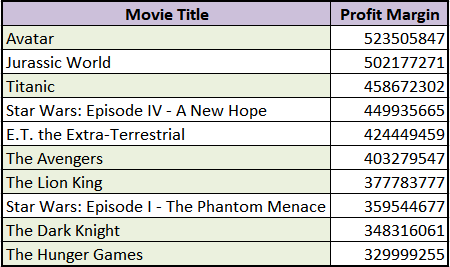 Movie Title Profit Margin
Avatar 523505847
Jurassic World 502177271
Titanic 458672302
Star Wars: Episode IV - A New Hope 449935665
E.T. the Extra-Terrestrial 424449459
The Avengers 403279547
The Lion King 377783777
Star Wars: Episode I - The Phantom Menace 359544677
The Dark Knight 348316061
The Hunger Games 329999255